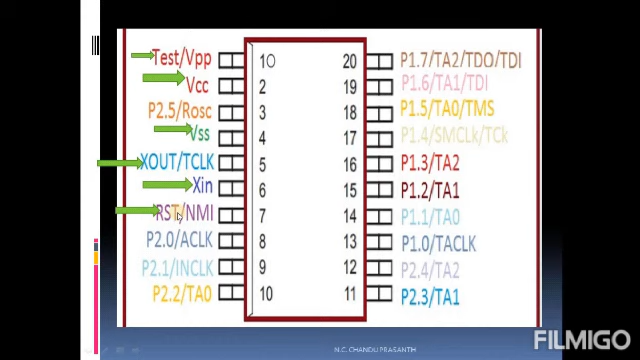 Test/Vpp 1 20 P1.7/TA2/TDO/TDI
Vcc 2 19 P1.6/TA1/TDI
P2.5/Rosc 3 18 P1.5/TA0/TMS
Vss 4 17 P1.4/SMCLk/TCk
XOUT/TCLK 5 16 P1.3/TA2
Xin 6 15 P1.2/TA1
RST/NMI 7 14 P1.1/TA0
P2.0/ACLK 8 13 P1.0/TACLK
P2.1/INCLK 9 12 P2.4/TA2
P2.2/TA0 10 11 P2.3/TA1
N.C. CHANDU PRASANTH
FILMIGO